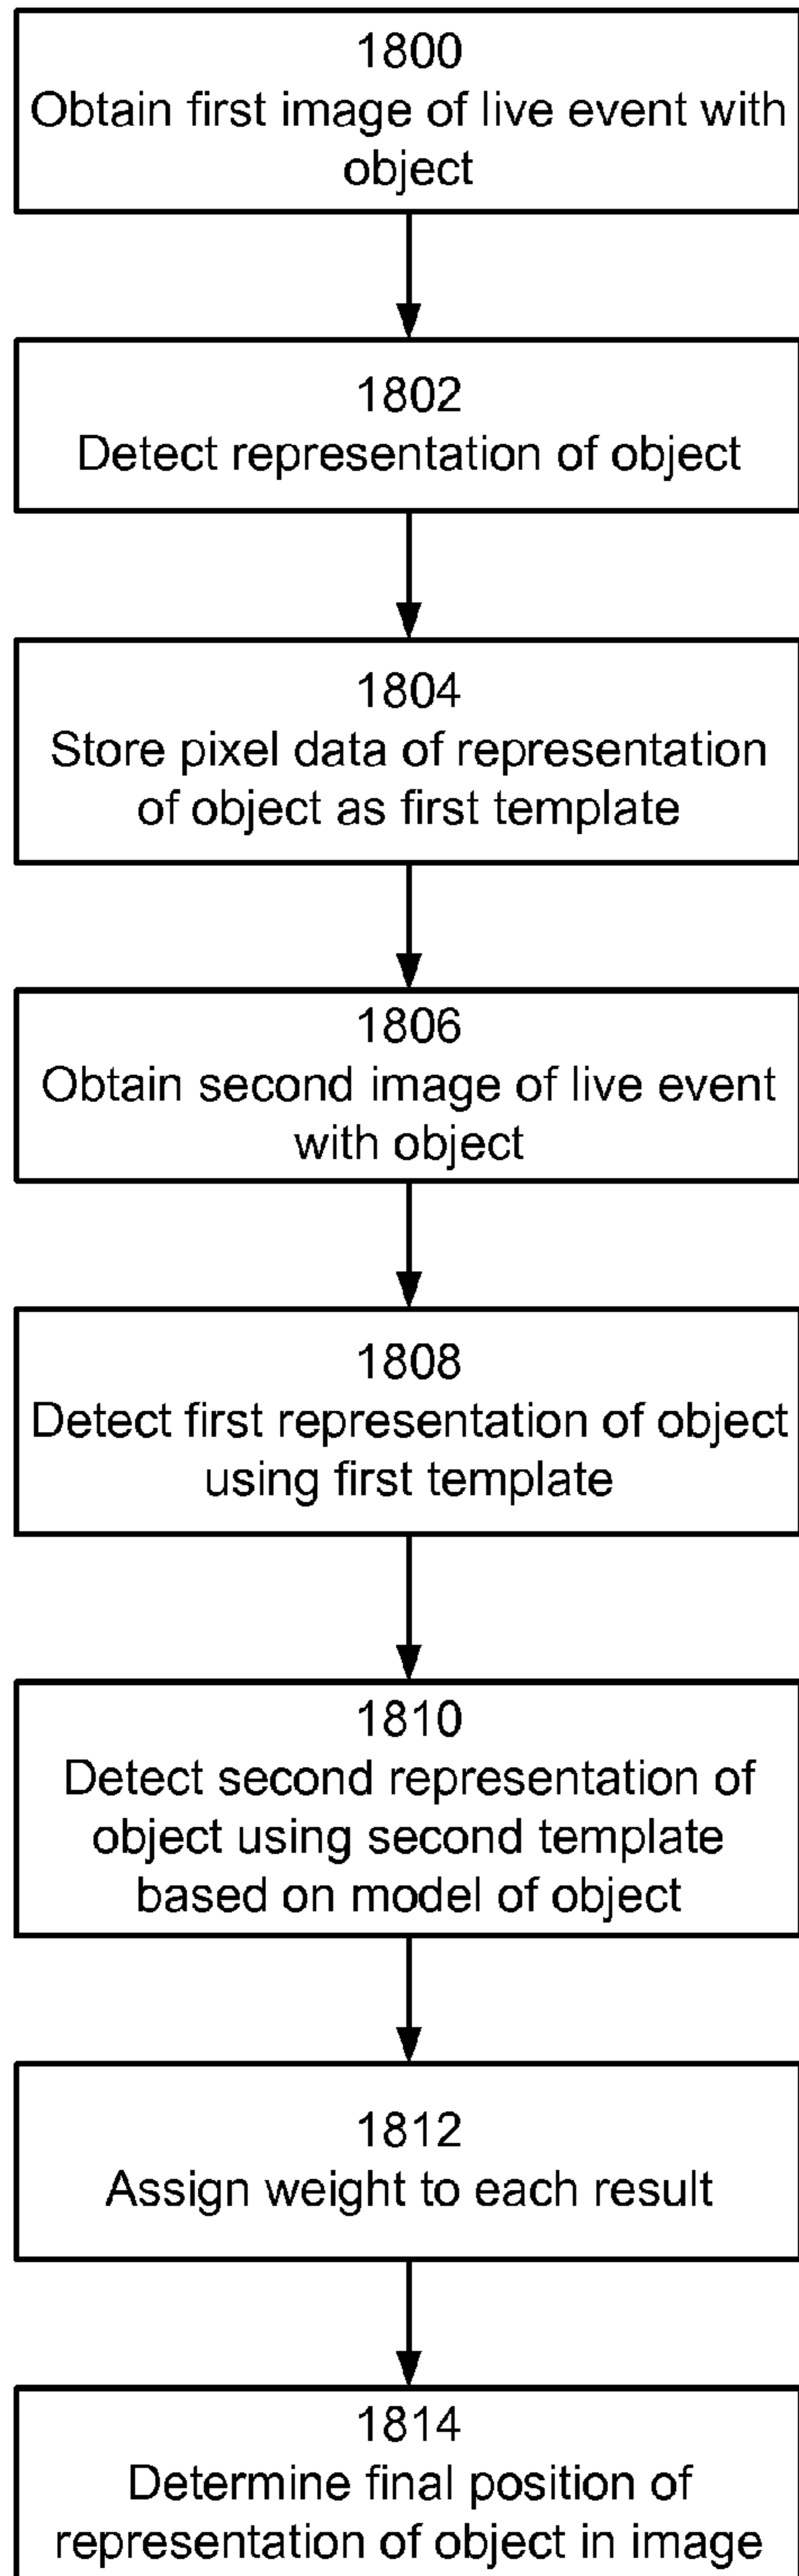 1800
Obtain first image of live event with
object
1802
Detect representation of object
1804
Store pixel data of representation
of object as first template
1806
Obtain second image of live event
with object
1808
Detect first representation of object
using first template
1810
Detect second representation of
object using second template
based on model of object
1812
Assign weight to each result
1814
Determine final position of
representation of object in image